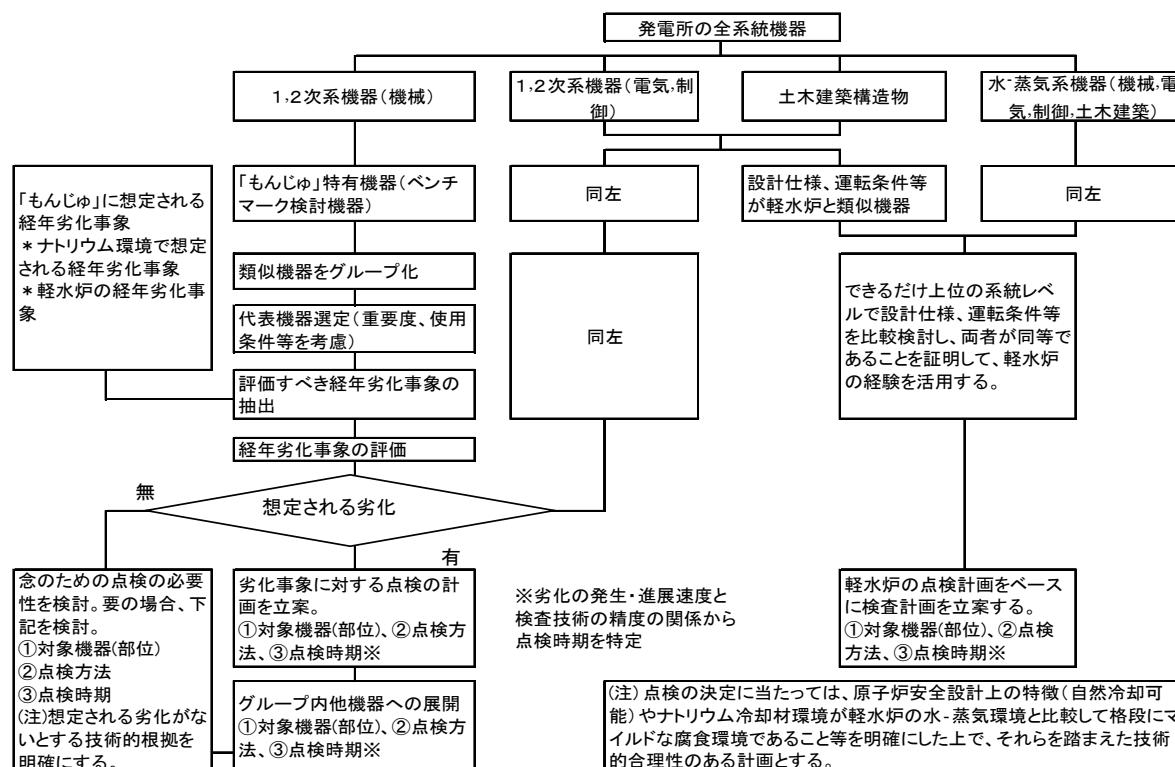 発電所の全系統機器
1,2次系機器(機械)
1,2次系機器(電気,制
御)
土木建築構造物
水-蒸気系機器(機械,電
気,制御,土木建築)
「もんじゅ」に想定される
経年劣化事象
*ナトリウム環境で想定
される経年劣化事象
*軽水炉の経年劣化事
象
「もんじゅ」特有機器(ベンチ
マーク検討機器)
同左
設計仕様、運転条件等
が軽水炉と類似機器
同左
類似機器をグループ化
代表機器選定(重要度、使用
条件等を考慮)
評価すべき経年劣化事象の
抽出
経年劣化事象の評価
同左
できるだけ上位の系統レベ
ルで設計仕様、運転条件等
を比較検討し、両者が同等で
あることを証明して、軽水炉
の経験を活用する。
無
想定される劣化
有
念のための点検の必要
性を検討。要の場合、下
記を検討。
①対象機器(部位)
②点検方法
③点検時期
(注)想定される劣化がな
いとする技術的根拠を
明確にする。
劣化事象に対する点検の計
画を立案。
①対象機器(部位)、②点検方
法、③点検時期※
グループ内他機器への展開
①対象機器(部位)、②点検方
法、③点検時期※
※劣化の発生・進展速度と
検査技術の精度の関係から
点検時期を特定
軽水炉の点検計画をベース
に検査計画を立案する。
①対象機器(部位)、②点検
方法、③点検時期※
(注)点検の決定に当たっては、原子炉安全設計上の特徴(自然冷却可
能)やナトリウム冷却材環境が軽水炉の水-蒸気環境と比較して格段にマ
イルドな腐食環境であること等を明確にした上で、それらを踏まえた技術
的合理性のある計画とする。